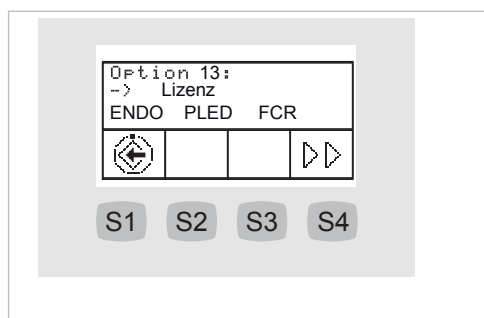 Option 13:
-> Lizenz
ENDO PLED FCR
S1 S2 S3 S4